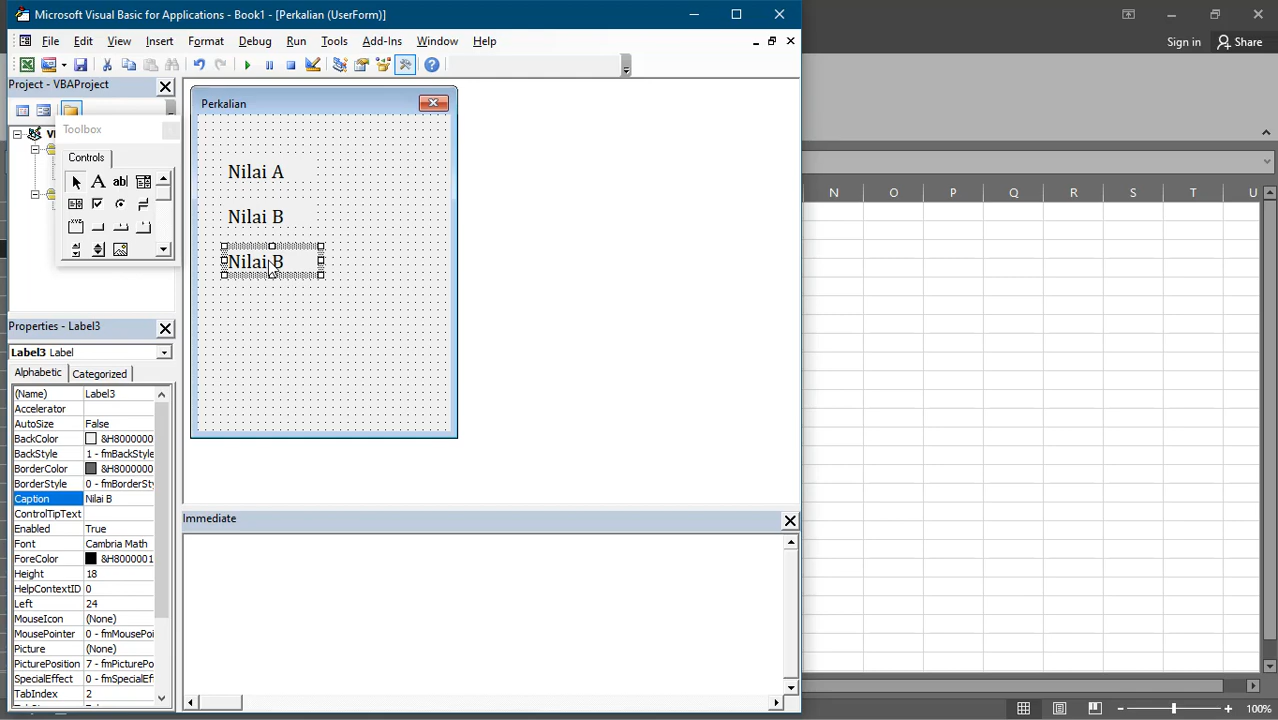 Microsoft Visual Basic for Applications - Book1 - [Perkalian (UserForm)]
File Edit View Insert Format Debug Run Tools Add-Ins Window Help
Sign in Share
Project - VBAProject
Toolbox
Controls
Perkalian
Nilai A
Nilai B
Nilai B
N O P Q R S T U
Properties - Label3
Label3 Label
Alphabetic Categorized
(Name) Label3
Accelerator
AutoSize False
BackColor &H8000000
BackStyle 1 - fmBackStyle
BorderColor &H8000000
BorderStyle 0 - fmBorderSty
Caption Nilai B
ControlTipText
Enabled True
Font Cambria Math
ForeColor &H8000001
Height 18
HelpContextID 0
Left 24
MouseIcon (None)
MousePointer 0 - fmMousePoi
Picture (None)
PicturePosition 7 - fmPicturePo
SpecialEffect 0 - fmSpecialEff
TabIndex 2
Immediate
100%